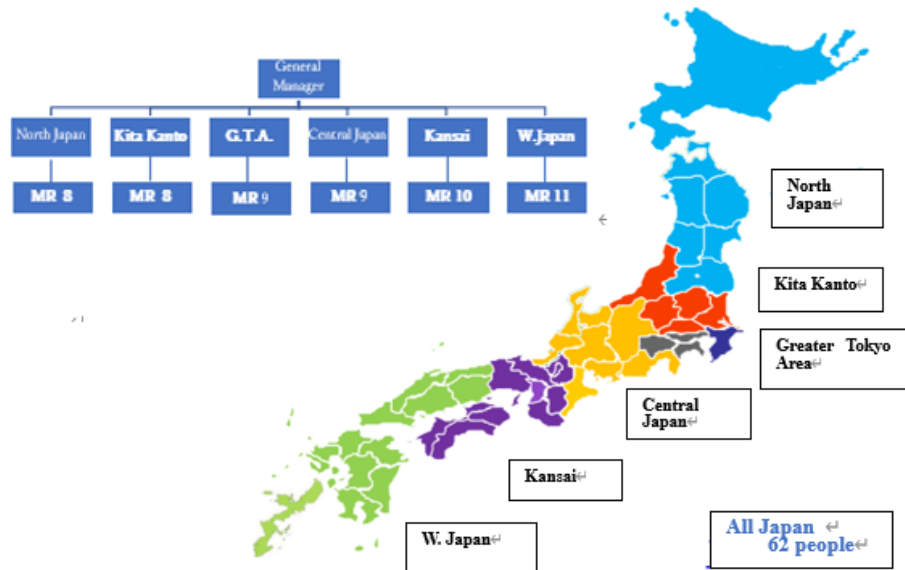 General
Manager
North Japan
Kita Kanto
G.T.A.
Central Japan
Kansai
W.Japan
MR 8
MR 8
MR 9
MR 9
MR 10
MR 11
North
Japan
Kita Kanto
Greater Tokyo
Area
Central
Japan
Kansai
W. Japan
All Japan
62 people